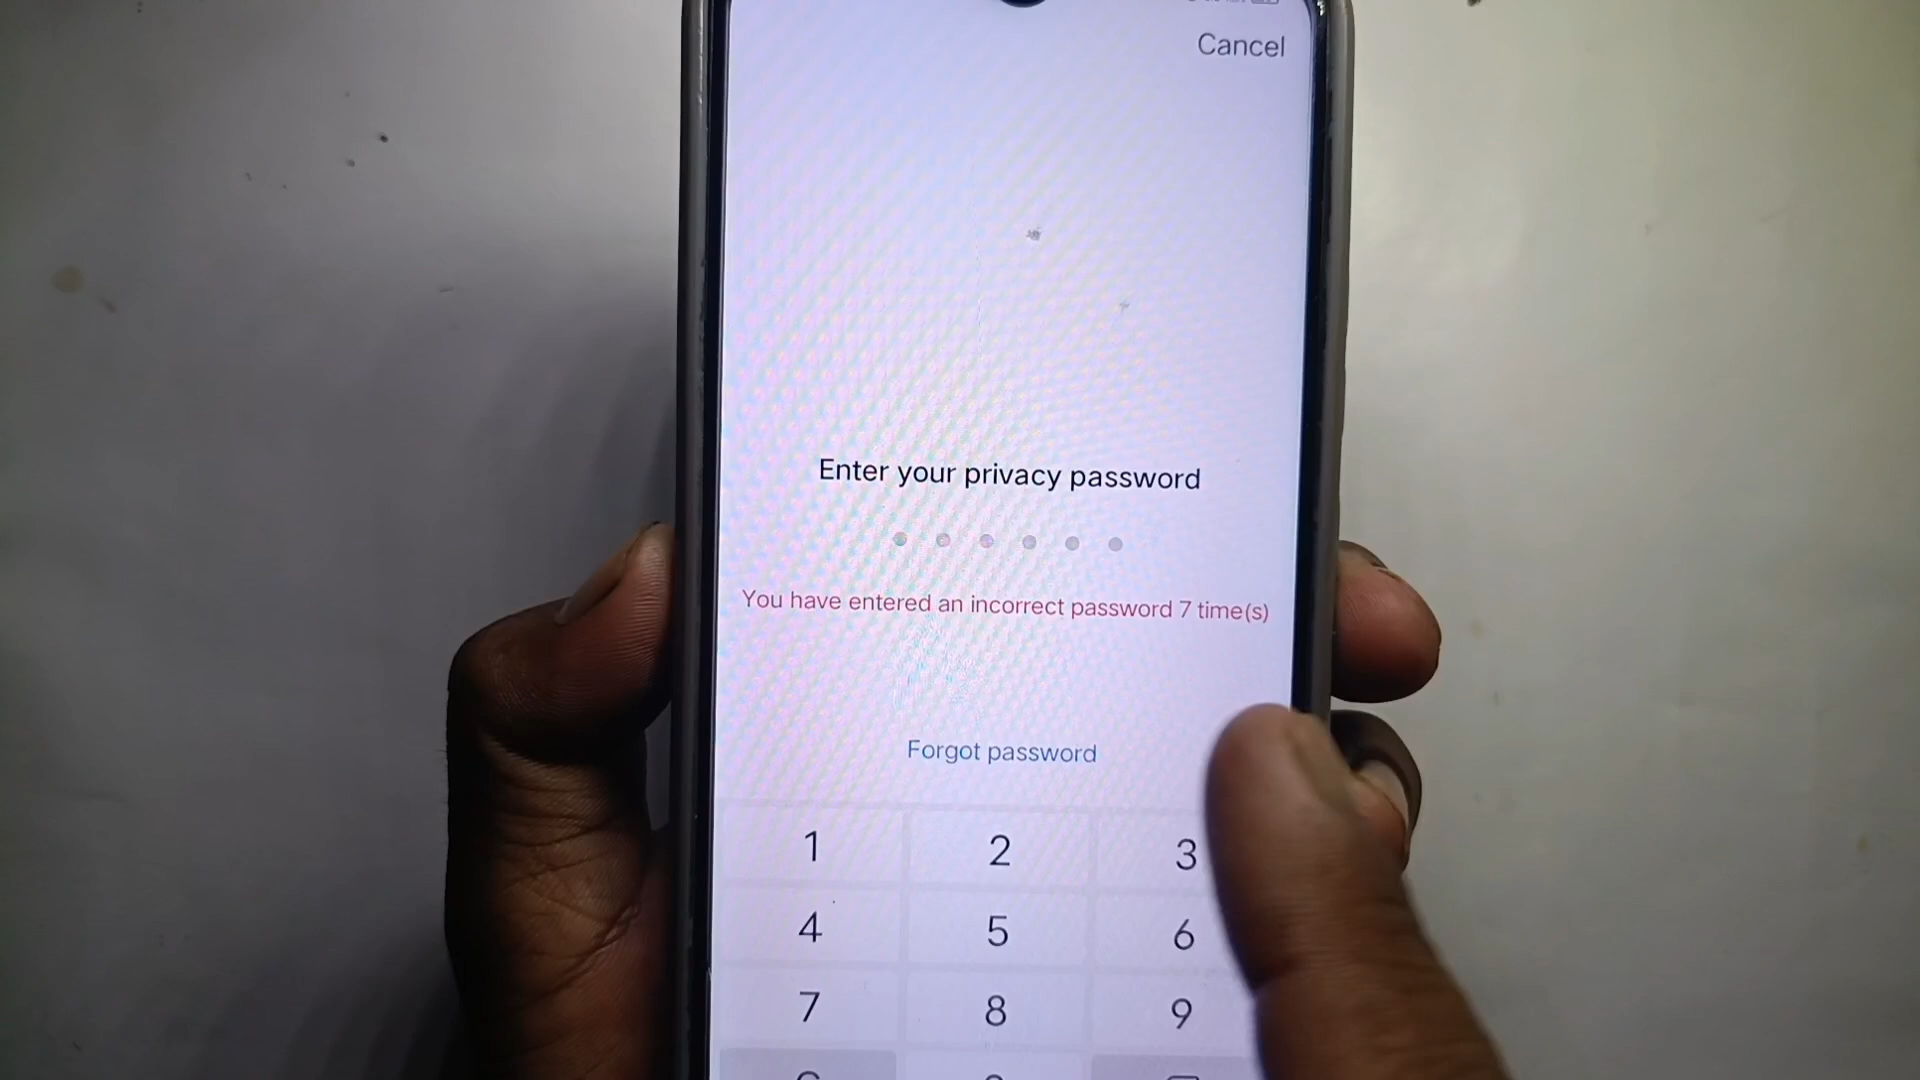 Cancel
Enter your privacy password
You have entered an incorrect password 7 time(s)
Forgot password
1 2 3
4 5 6
7 8 9